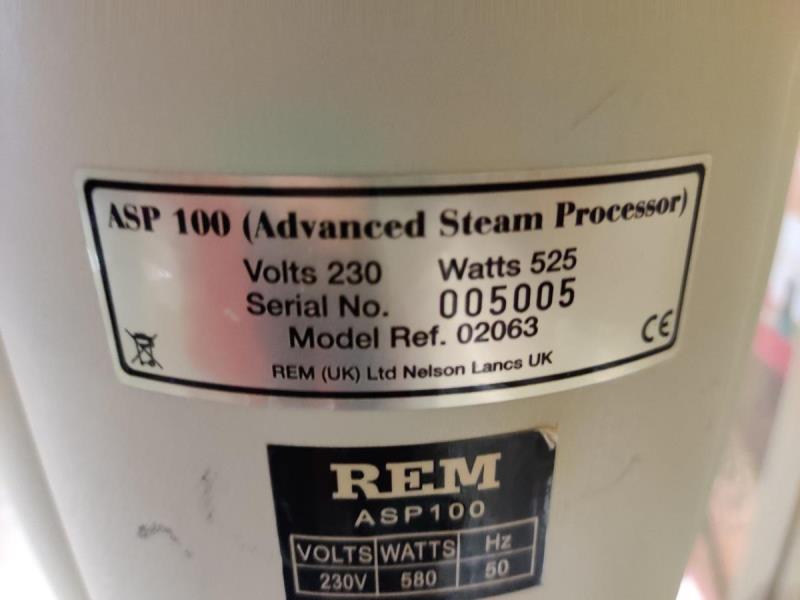 ASP 100 (Advanced Steam Processor)
Volts 230 Watts 525
Serial No. 005005
Model Ref. 02063
CE
REM (UK) Ltd Nelson Lancs UK
REM
ASP100
VOLTS WATTS Hz
230V 580 50